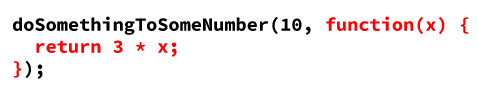 doSomethingToSomeNumber(10, function(x) {
  return 3 * x;
});